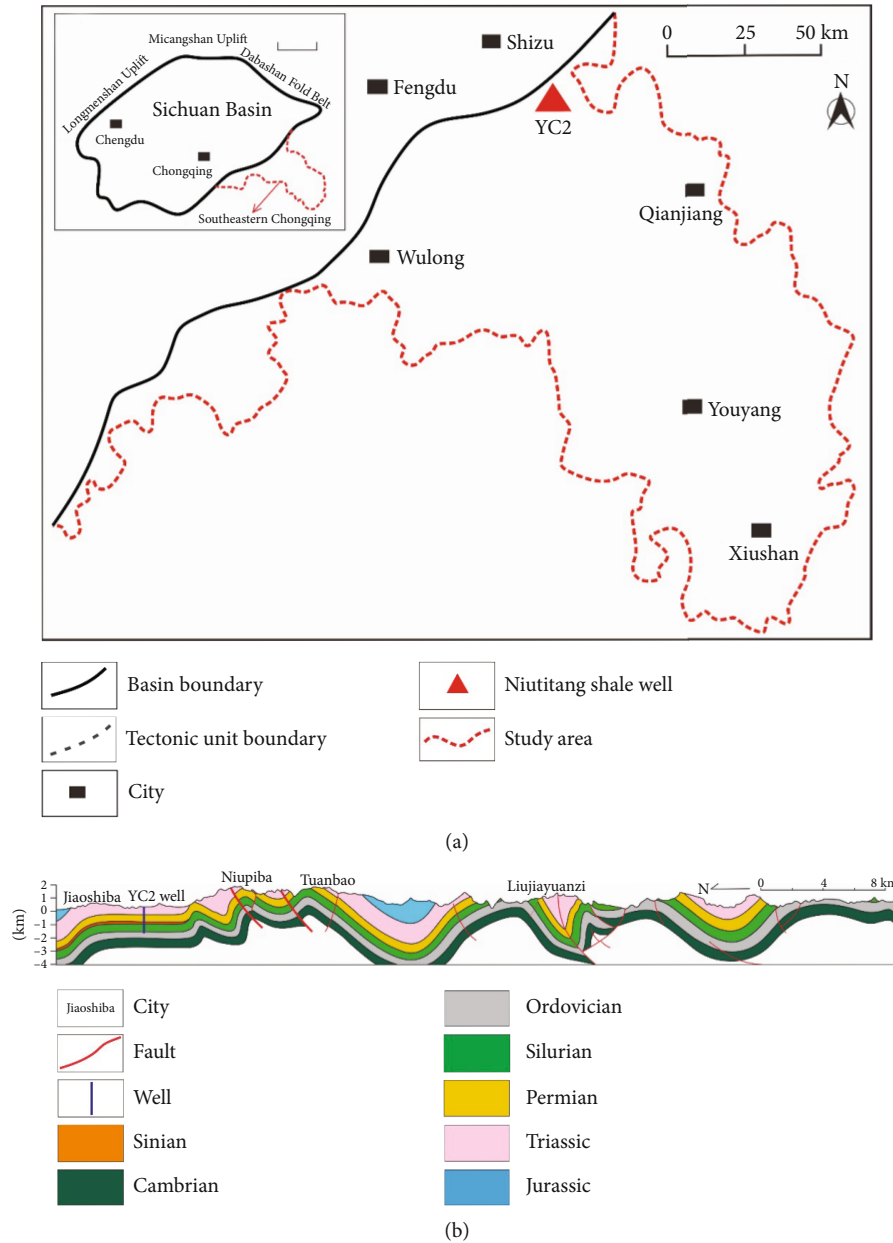 Micangshan Uplift
Longmenshan Uplift
Dabashan Fold Belt
Sichuan Basin
Chengdu
Chongqing
Southeastern Chongqing
Shizu
0 25 50 km
Fengdu
N
YC2
Qianjiang
Wulong
Youyang
Xiushan
Basin boundary
Niutitang shale well
Tectonic unit boundary
Study area
City
(a)
Jiaoshiba YC2 well Niupiba Tuanbao Liujiayuanzi
N 0 4 8 km
(km)
2
1
0
−1
−2
−3
−4
Jiaoshiba City
Ordovician
Fault
Silurian
Well
Permian
Sinian
Triassic
Cambrian
Jurassic
(b)